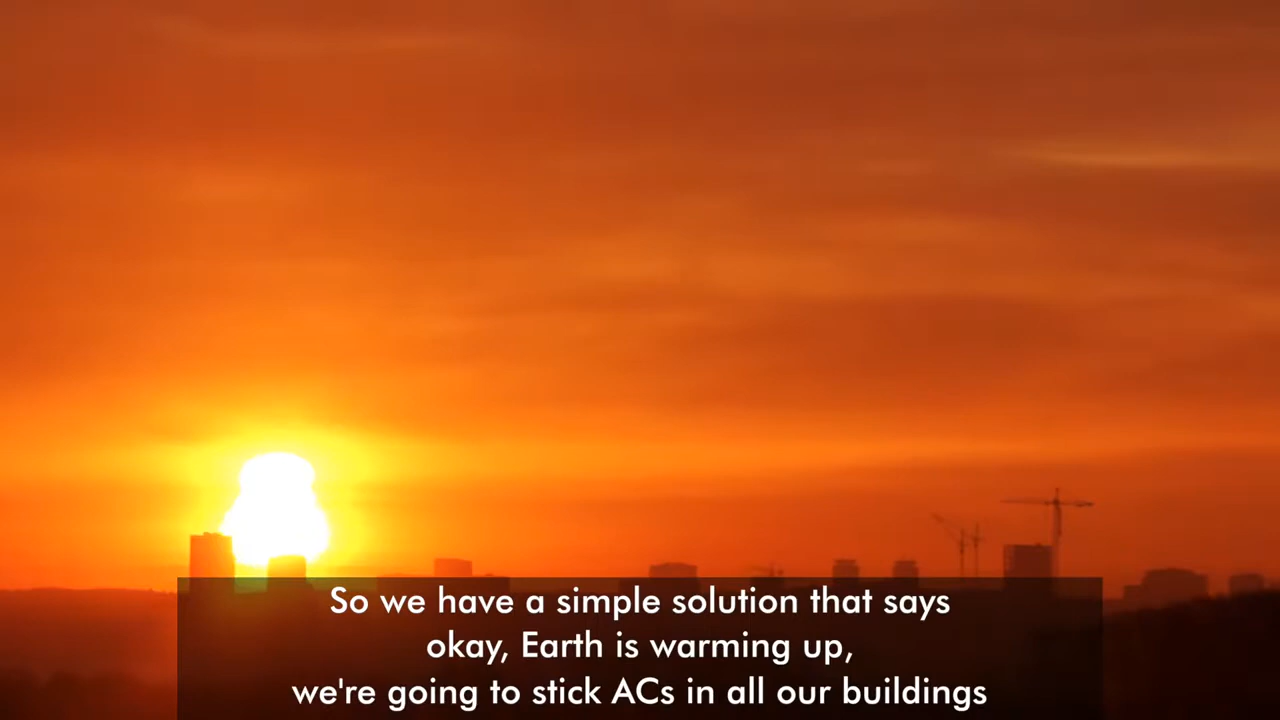 So we have a simple solution that says
okay, Earth is warming up,
we're going to stick ACs in all our buildings